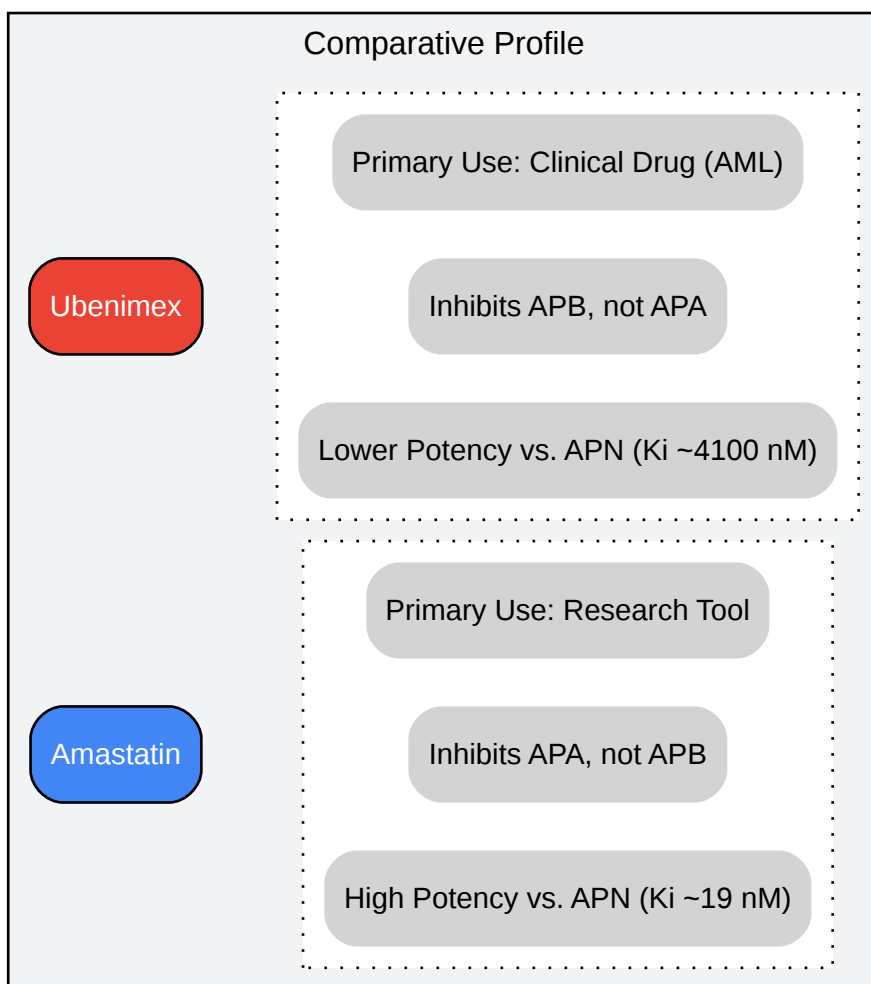 Comparative Profile
Primary Use: Clinical Drug (AML)
Ubenimex
Inhibits APB, not APA
Lower Potency vs. APN (Ki ~4100 nM)
Primary Use: Research Tool
Amastatin
Inhibits APA, not APB
High Potency vs. APN (Ki ~19 nM)